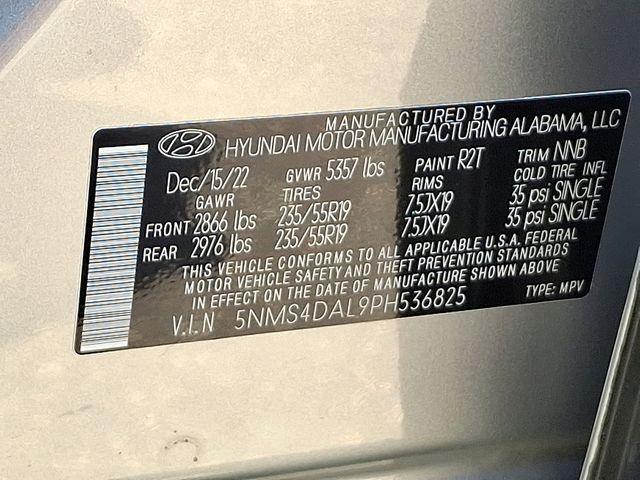 MANUFACTURED BY
HYUNDAI MOTOR MANUFACTURING ALABAMA, LLC
Dec/15/22 GVWR 5357 lbs PAINT R2T TRIM NNB
GAWR TIRES RIMS COLD TIRE INFL
FRONT 2866 lbs 235/55R19 7.5JX19 35 psi SINGLE
REAR 2976 lbs 235/55R19 7.5JX19 35 psi SINGLE
THIS VEHICLE CONFORMS TO ALL APPLICABLE U.S.A. FEDERAL
MOTOR VEHICLE SAFETY AND THEFT PREVENTION STANDARDS
IN EFFECT ON THE DATE OF MANUFACTURE SHOWN ABOVE
V.I.N 5NMS4DAL9PH536825 TYPE: MPV